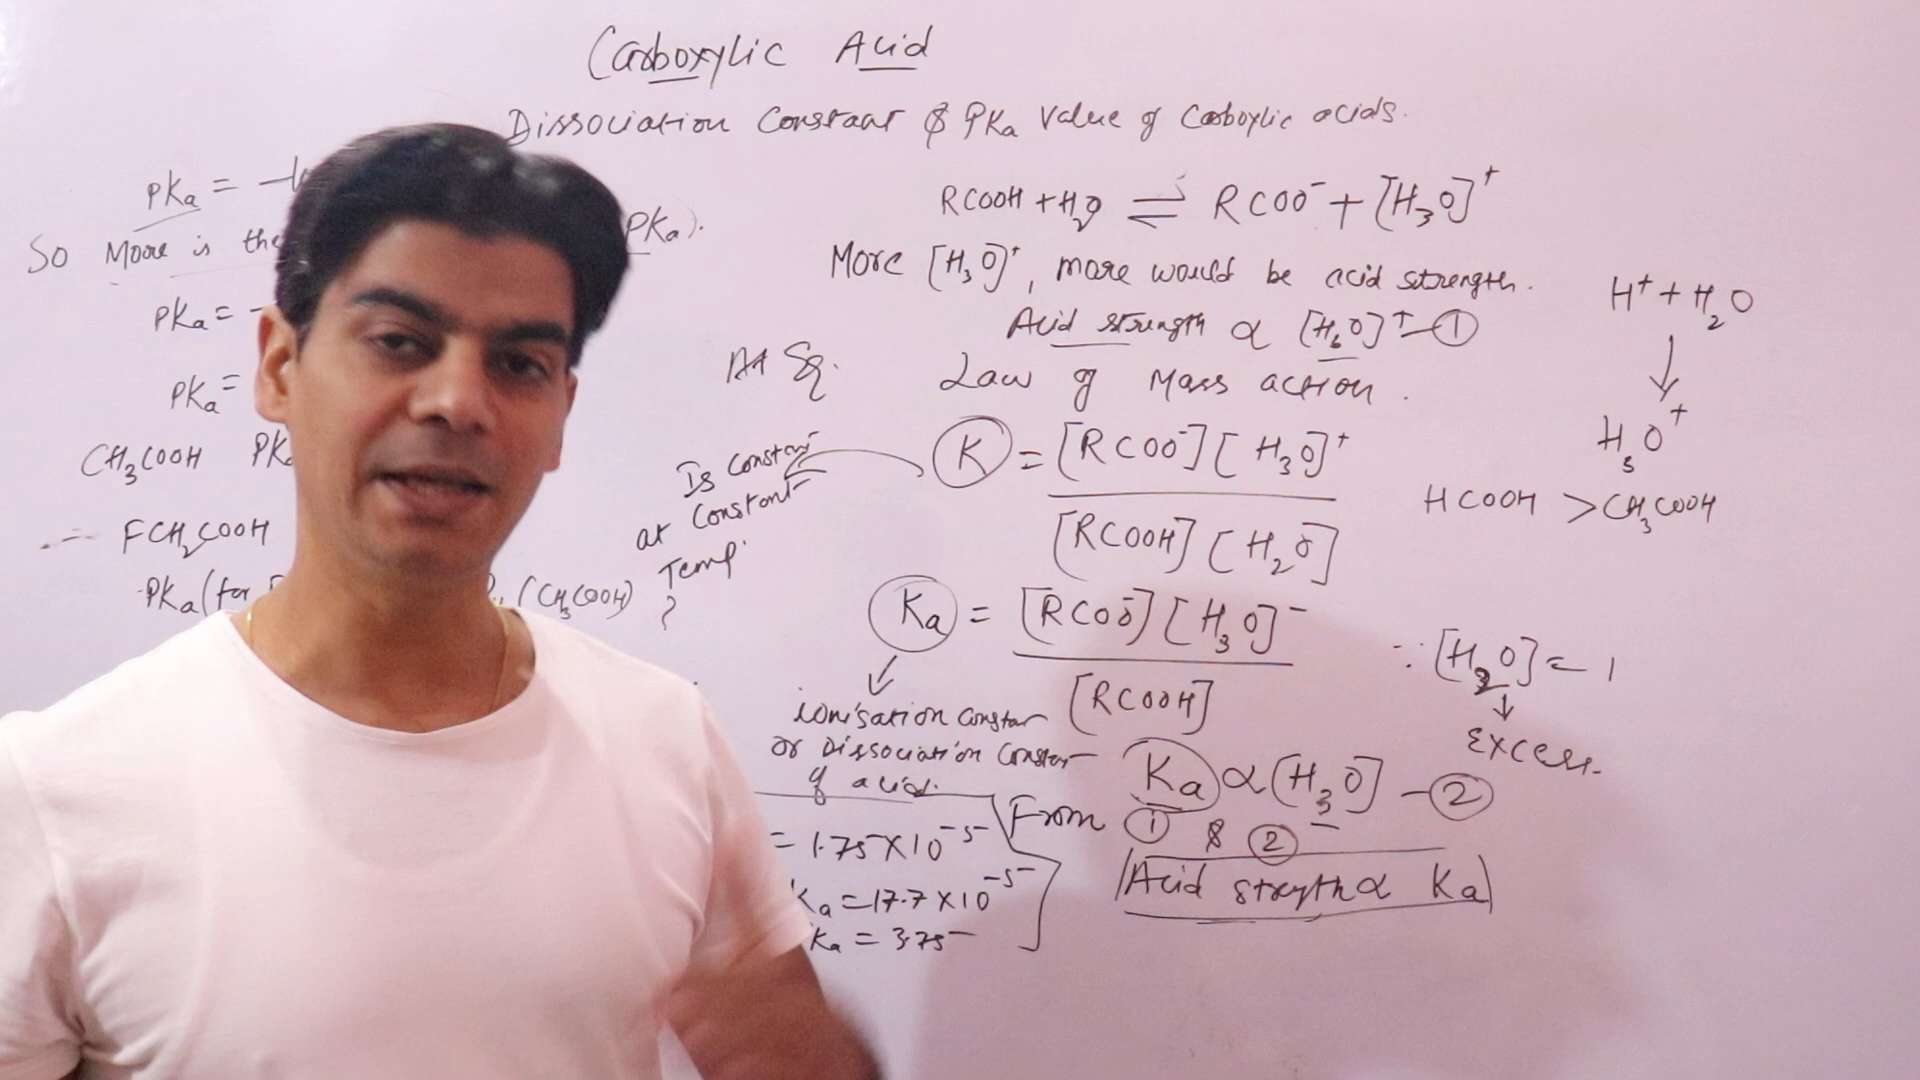 Carboxylic Acid
Dissociation Constant & PKa Value of Carboxylic acids.
pKa = –
So More is the
PKa).
pKa = -
PKa =
CH3COOH PK
= FCH2COOH
PKa (for
(CH3COOH)
?
RCOOH + H2O ⇌ RCOO⁻ + [H3O]⁺
More [H3O]⁺, more would be acid strength.
Acid strength α [H3O]⁺ – ①
At Eq. Law of Mass action.
K = [RCOO⁻][H3O]⁺
[RCOOH][H2O]
Is constant
at Constant
Temp.
Ka = [RCOO⁻][H3O]⁻
[RCOOH]
∵ [H2O] = 1
Excess.
ionisation constant
or Dissociation Constant
of acid.
Ka α [H3O] – ②
From ① & ②
Acid strength α Ka
= 1.75 × 10⁻⁵
Ka = 17.7 × 10⁻⁵
Ka = 3.75
H⁺ + H2O
↓
H3O⁺
HCOOH > CH3COOH